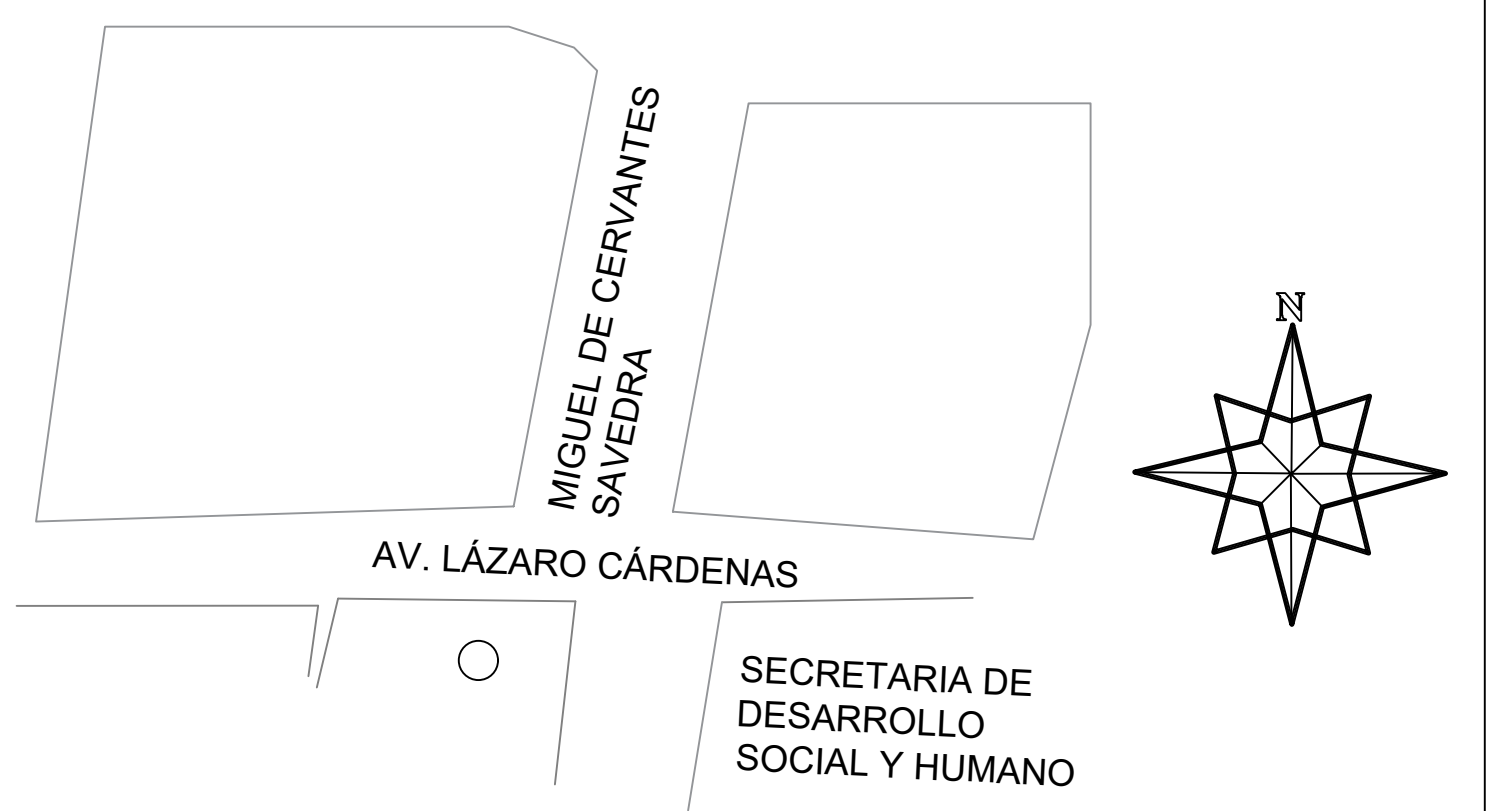 MIGUEL DE CERVANTES
SAVEDRA
N
AV. LÁZARO CÁRDENAS
SECRETARIA DE
DESARROLLO
SOCIAL Y HUMANO